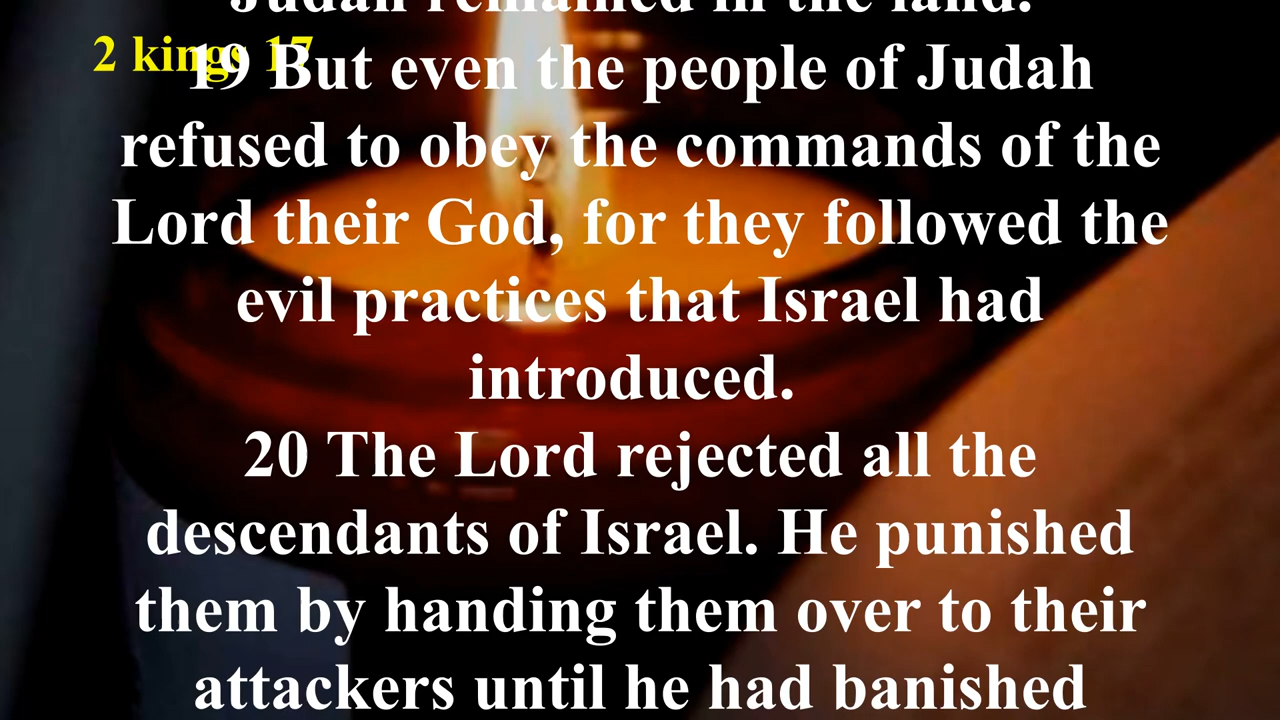 Judah remained in the land.
2 kings 17
19 But even the people of Judah
refused to obey the commands of the
Lord their God, for they followed the
evil practices that Israel had
introduced.
20 The Lord rejected all the
descendants of Israel. He punished
them by handing them over to their
attackers until he had banished